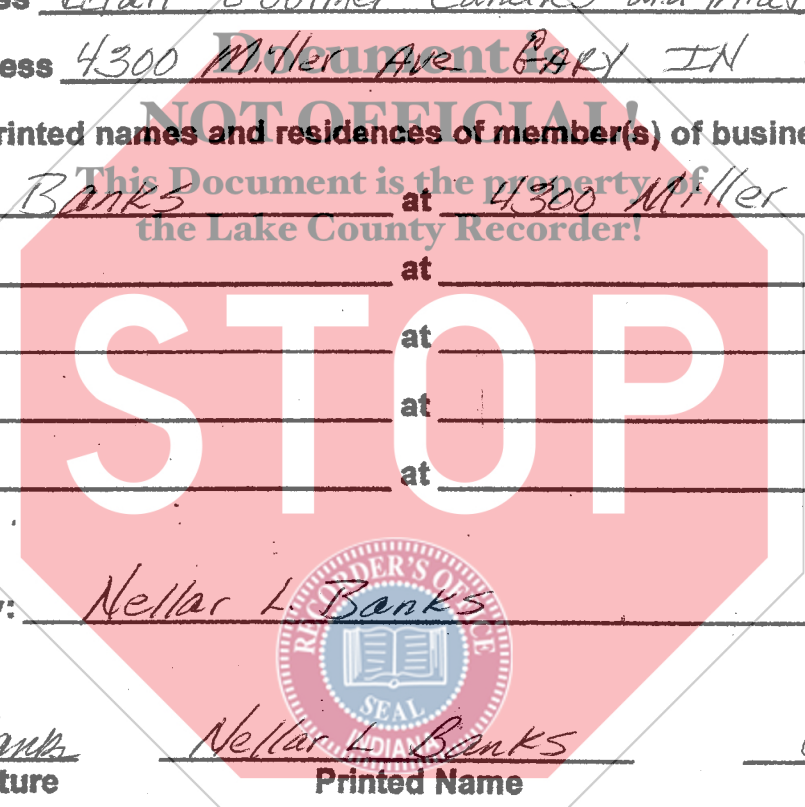 ess 4300 Miller Ave GARY IN
Document is
NOT OFFICIAL!
rinted names and residences of member(s) of busine
This Document is the property of
Banks at 4300 Miller
the Lake County Recorder!
at
at
at
at
STOP
y: Nellar L. Banks
RECORDER'S OFFICE
SEAL
INDIANA
Nellar L Banks
ture Printed Name